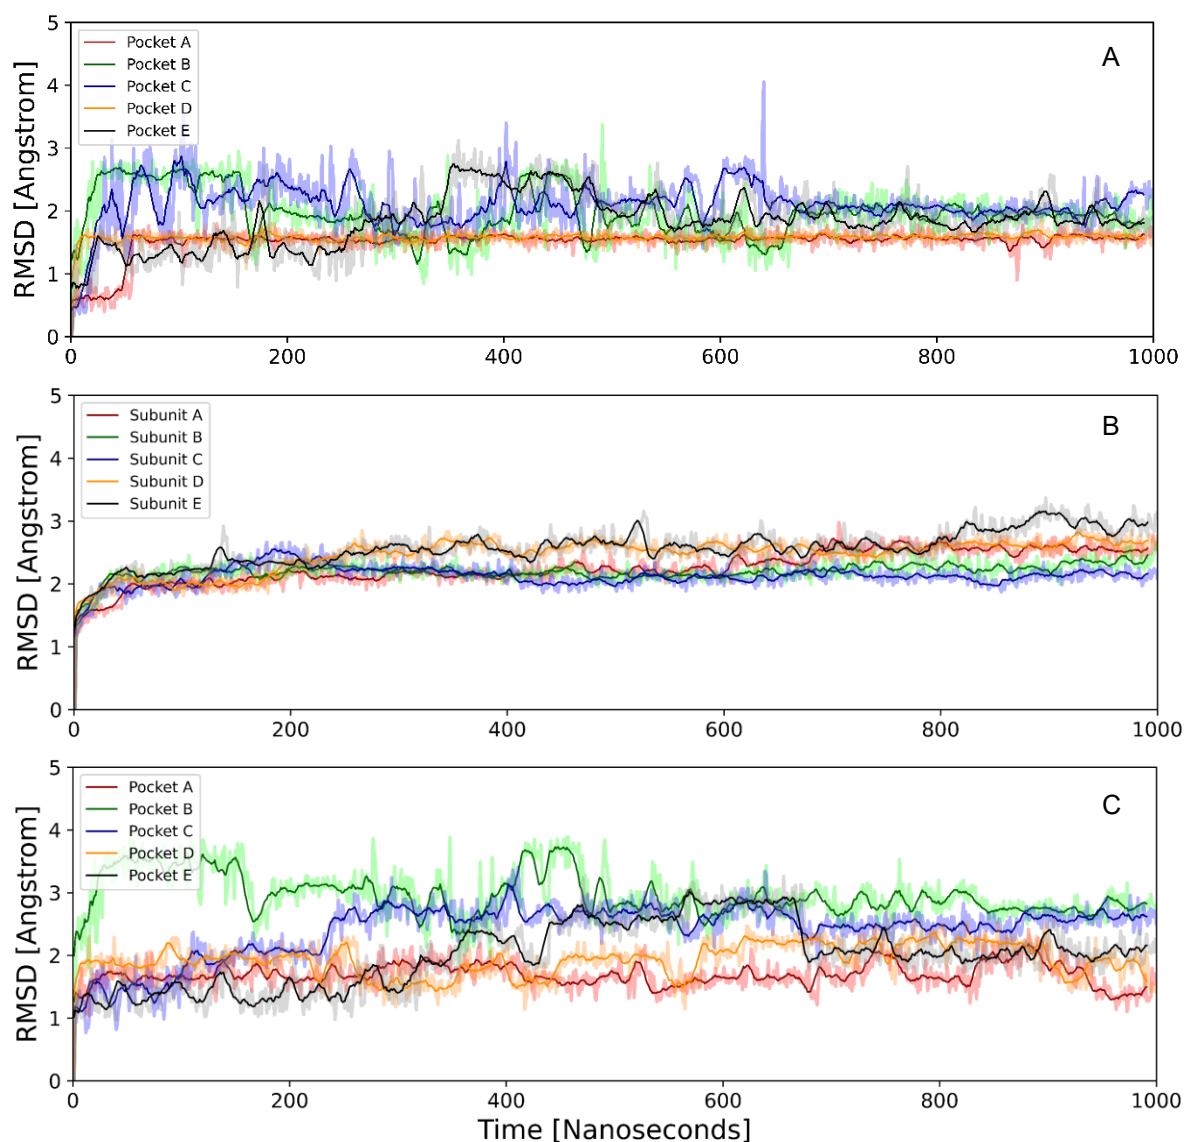 A
RMSD [Angstrom]
5
4
3
2
1
0
Pocket A
Pocket B
Pocket C
Pocket D
Pocket E
0 200 400 600 800 1000
B
RMSD [Angstrom]
5
4
3
2
1
0
Subunit A
Subunit B
Subunit C
Subunit D
Subunit E
0 200 400 600 800 1000
C
RMSD [Angstrom]
5
4
3
2
1
0
Pocket A
Pocket B
Pocket C
Pocket D
Pocket E
0 200 400 600 800 1000
Time [Nanoseconds]